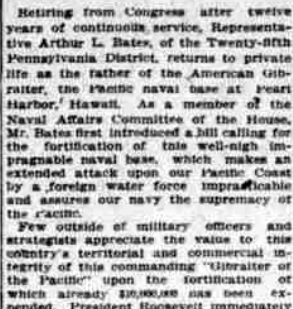 Retiring from Congress after twelve
years of continuous service, Representa-
tive Arthur L. Bates, of the Twenty-fifth
Pennsylvania District, returns to private
life as the father of the American Gib-
ralter, the Pacific naval base at Pearl
Harbor, Hawaii. As a member of the
Naval Affairs Committee of the House,
Mr. Bates first introduced a bill calling for
the fortification of this well-nigh im-
pragnable naval base, which makes an
extended attack upon our Pacific Coast
by a foreign water force impracticable
and assures our navy the supremacy of
the Pacific.
Few outside of military officers and
strategists appreciate the value to this
country's territorial and commercial in-
tegrity of this commanding "Gibralter of
the Pacific" upon the fortification of
which already $10,000,000 has been ex-
pended. President Roosevelt immediately